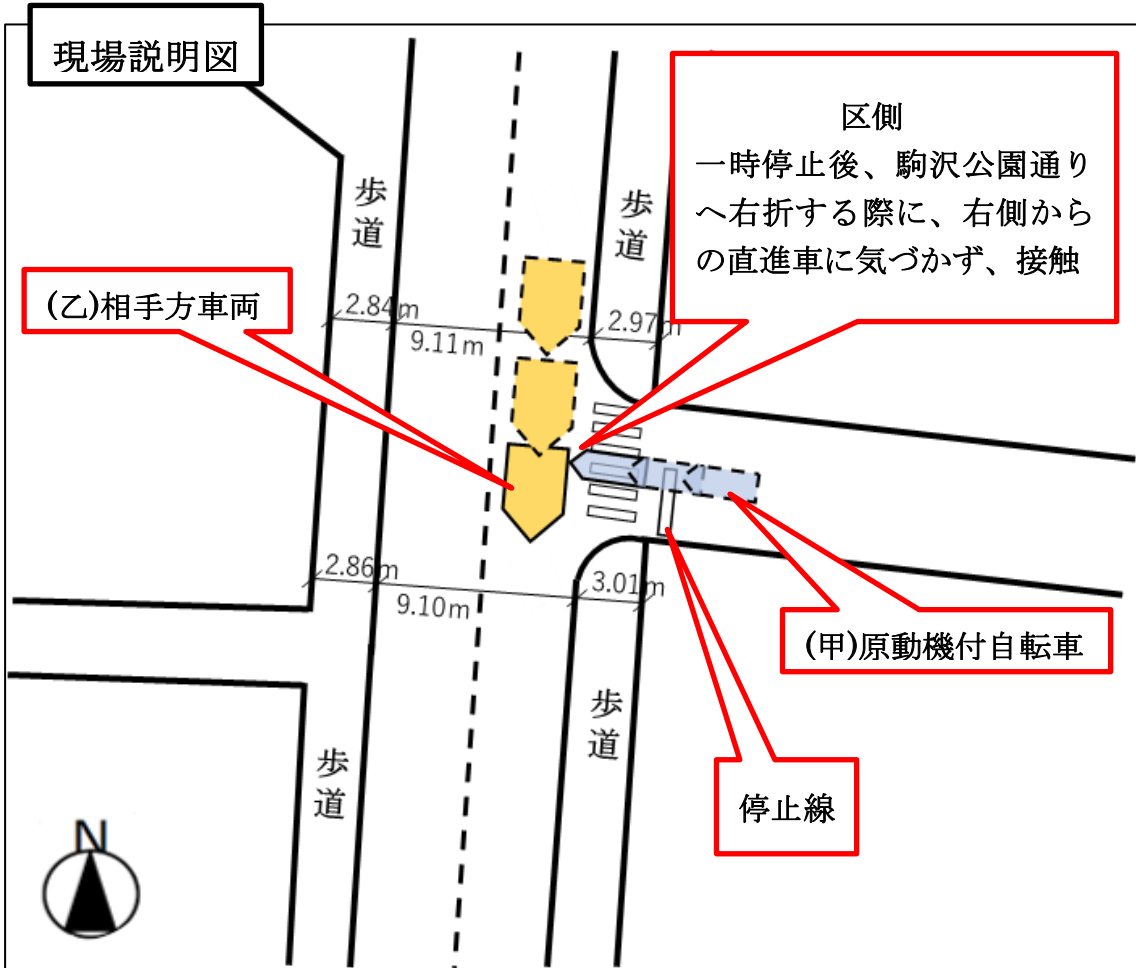 現場説明図
区側
一時停止後、駒沢公園通り
へ右折する際に、右側から
の直進車に気づかず、接触
歩道
歩道
(乙)相手方車両
2.84m
9.11m
2.97m
2.86m
9.10m
3.01m
(甲)原動機付自転車
歩道
歩道
停止線
N